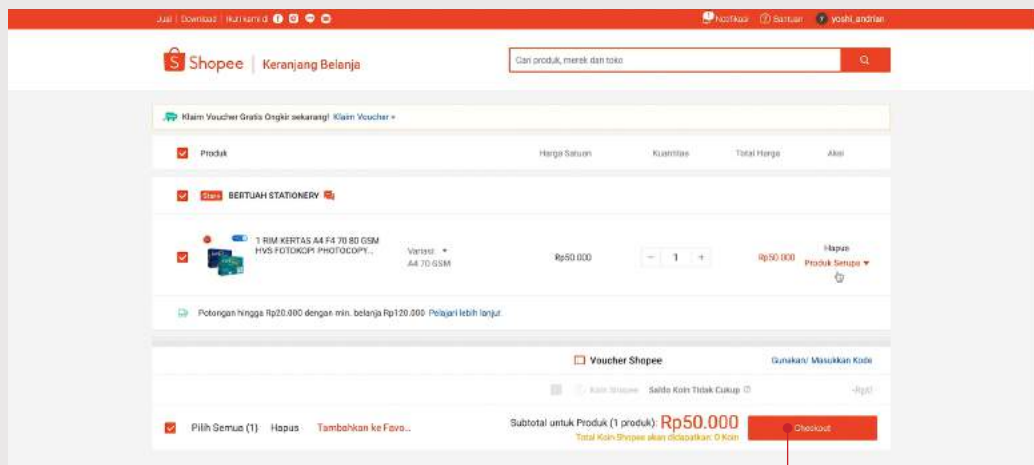 Jual | Download | Ikuti kami di
Notifikasi Bantuan yoshi_andrian
Shopee | Keranjang Belanja
Cari produk, merek dan toko
Klaim Voucher Gratis Ongkir sekarang! Klaim Voucher »
Produk Harga Satuan Kuantitas Total Harga Aksi
Star+ BERTUAH STATIONERY
1 RIM KERTAS A4 F4 70 80 GSM
HVS FOTOKOPI PHOTOCOPY...
Variasi:
A4 70 GSM
Rp50.000 - 1 + Rp50.000
Hapus
Produk Serupa
Potongan hingga Rp20.000 dengan min. belanja Rp120.000 Pelajari lebih lanjut
Voucher Shopee Gunakan/ Masukkan Kode
Koin Shopee Saldo Koin Tidak Cukup -Rp0
Pilih Semua (1) Hapus Tambahkan ke Favo... Subtotal untuk Produk (1 produk): Rp50.000 Checkout
Total Koin Shopee akan didapatkan: 0 Koin